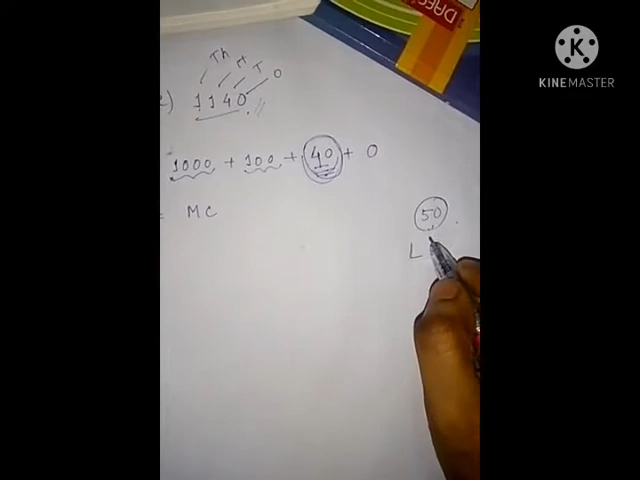 Th H T O
2) 1140
1000 + 100 + 40 + 0
= MC
50
L
K
KINEMASTER